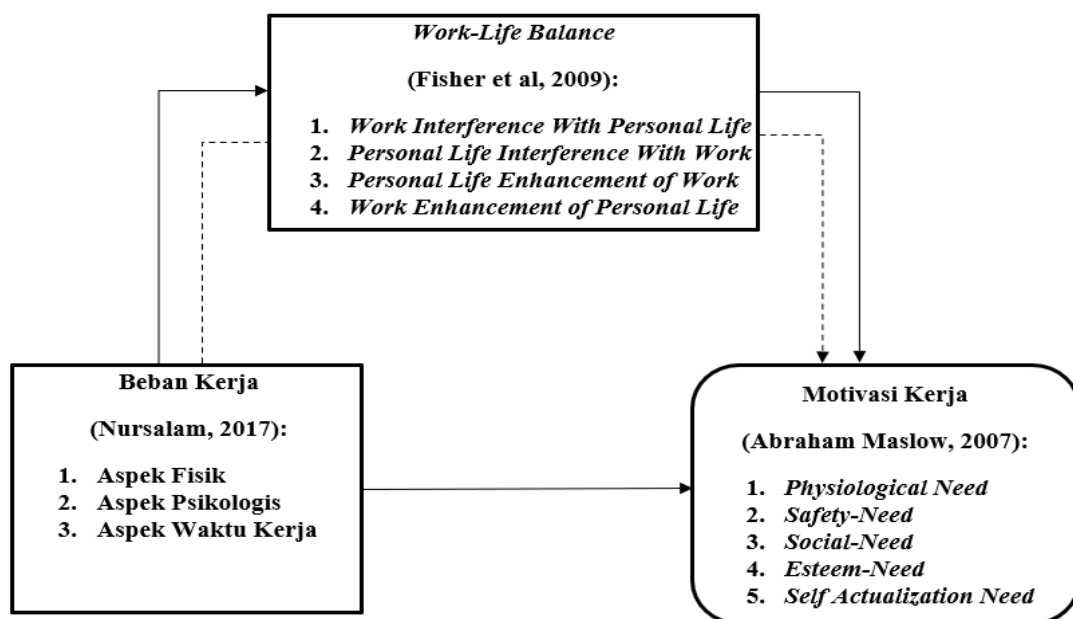 Work-Life Balance
(Fisher et al, 2009):
1. Work Interference With Personal Life
2. Personal Life Interference With Work
3. Personal Life Enhancement of Work
4. Work Enhancement of Personal Life
Beban Kerja
(Nursalam, 2017):
1. Aspek Fisik
2. Aspek Psikologis
3. Aspek Waktu Kerja
Motivasi Kerja
(Abraham Maslow, 2007):
1. Physiological Need
2. Safety-Need
3. Social-Need
4. Esteem-Need
5. Self Actualization Need